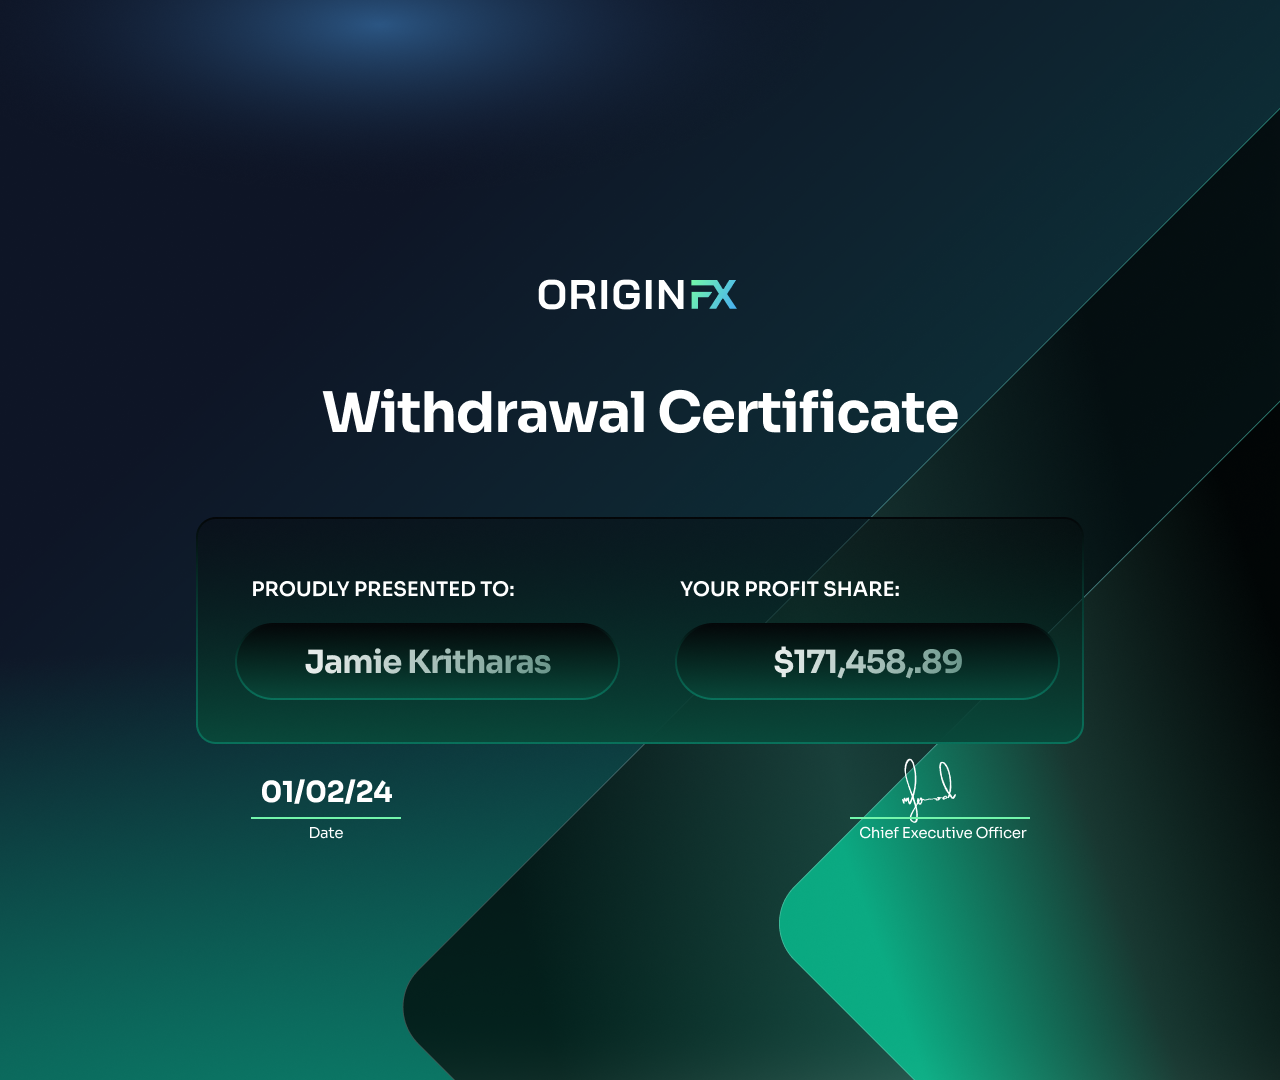 ORIGINFX
Withdrawal Certificate
PROUDLY PRESENTED TO:
YOUR PROFIT SHARE:
Jamie Kritharas
$171,458,.89
01/02/24
Date
Chief Executive Officer